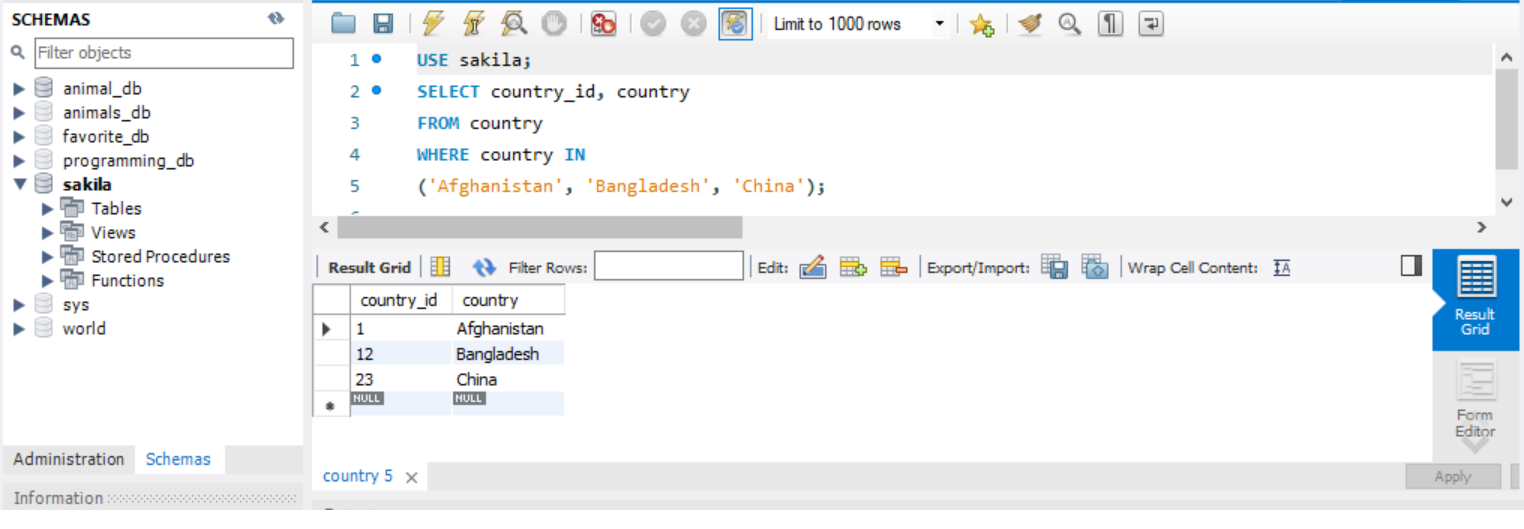 SCHEMAS
Filter objects
animal_db
animals_db
favorite_db
programming_db
sakila
Tables
Views
Stored Procedures
Functions
sys
world
Administration Schemas
Information
Limit to 1000 rows
1 USE sakila;
2 SELECT country_id, country
3 FROM country
4 WHERE country IN
5 ('Afghanistan', 'Bangladesh', 'China');
Result Grid Filter Rows: Edit: Export/Import: Wrap Cell Content:
country_id country
1 Afghanistan
12 Bangladesh
23 China
NULL NULL
Result
Grid
Form
Editor
country 5
Apply